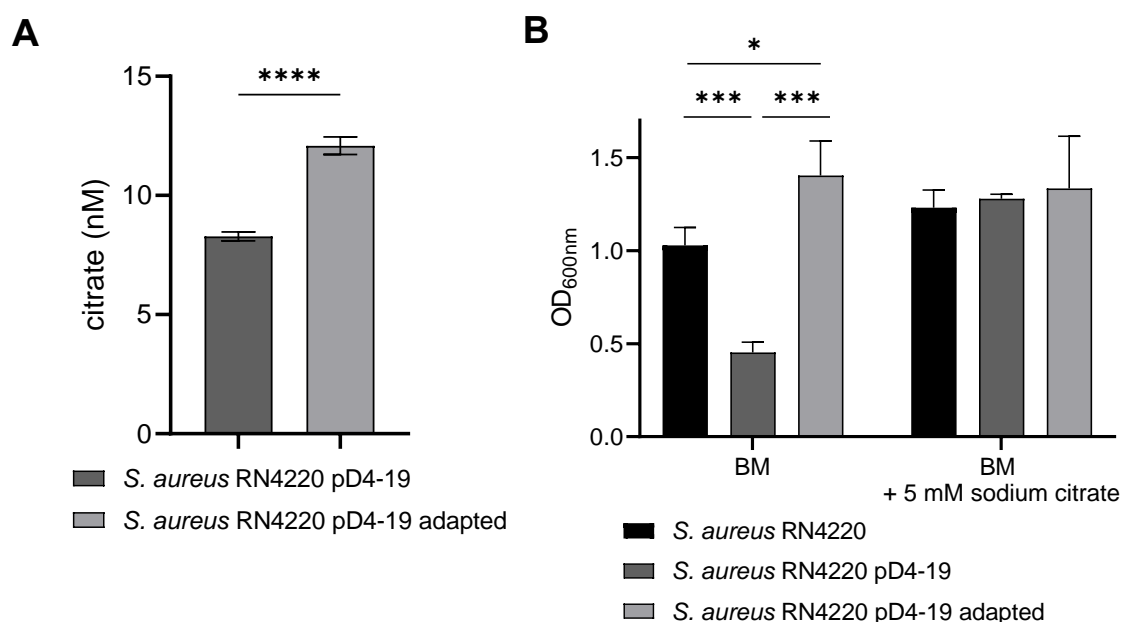 A
****
15
10
5
0
citrate (nM)
S. aureus RN4220 pD4-19
S. aureus RN4220 pD4-19 adapted
B
*
*** ***
1.5
1.0
0.5
0.0
OD600nm
BM
BM
+ 5 mM sodium citrate
S. aureus RN4220
S. aureus RN4220 pD4-19
S. aureus RN4220 pD4-19 adapted